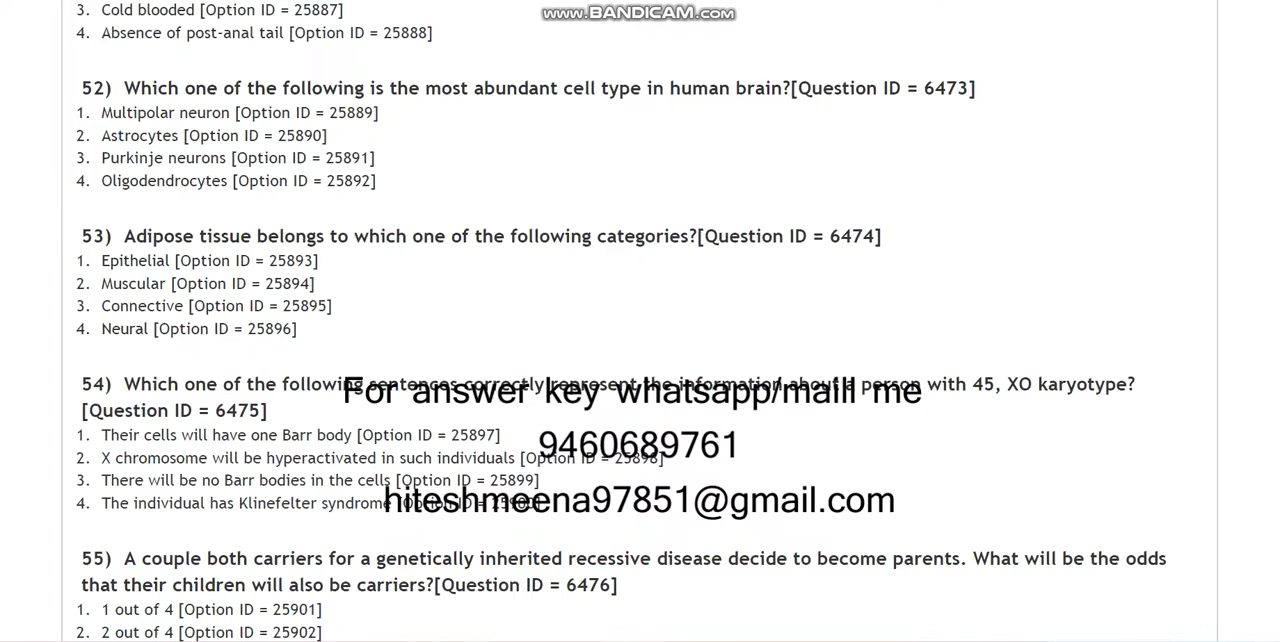 3. Cold blooded [Option ID = 25887]
www.BANDICAM.com
4. Absence of post-anal tail [Option ID = 25888]
52) Which one of the following is the most abundant cell type in human brain?[Question ID = 6473]
1. Multipolar neuron [Option ID = 25889]
2. Astrocytes [Option ID = 25890]
3. Purkinje neurons [Option ID = 25891]
4. Oligodendrocytes [Option ID = 25892]
53) Adipose tissue belongs to which one of the following categories?[Question ID = 6474]
1. Epithelial [Option ID = 25893]
2. Muscular [Option ID = 25894]
3. Connective [Option ID = 25895]
4. Neural [Option ID = 25896]
54) Which one of the following sentences correctly represent the information about a person with 45, XO karyotype?
For answer key whatsapp/maill me
[Question ID = 6475]
1. Their cells will have one Barr body [Option ID = 25897]
9460689761
2. X chromosome will be hyperactivated in such individuals [Option ID = 25898]
3. There will be no Barr bodies in the cells [Option ID = 25899]
hiteshmeena97851@gmail.com
4. The individual has Klinefelter syndrome [Option ID = 25900]
55) A couple both carriers for a genetically inherited recessive disease decide to become parents. What will be the odds
that their children will also be carriers?[Question ID = 6476]
1. 1 out of 4 [Option ID = 25901]
2. 2 out of 4 [Option ID = 25902]